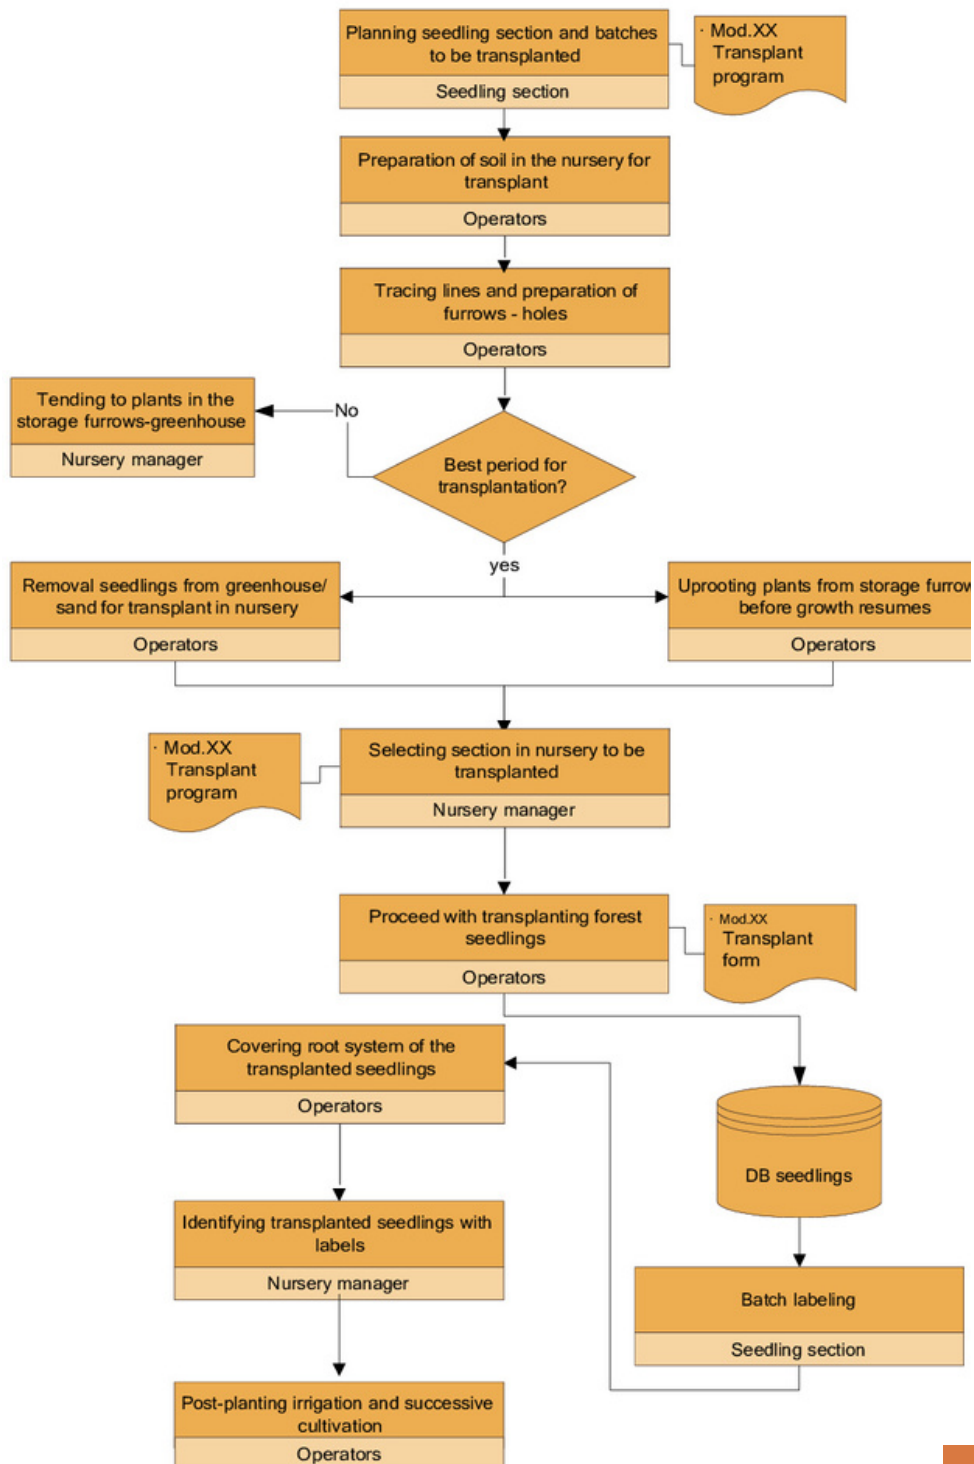 Planning seedling section and batches
to be transplanted
Seedling section
· Mod.XX
Transplant
program
Preparation of soil in the nursery for
transplant
Operators
Tracing lines and preparation of
furrows - holes
Operators
Tending to plants in the
storage furrows-greenhouse
Nursery manager
No
Best period for
transplantation?
yes
Removal seedlings from greenhouse/
sand for transplant in nursery
Operators
Uprooting plants from storage furrow
before growth resumes
Operators
· Mod.XX
Transplant
program
Selecting section in nursery to be
transplanted
Nursery manager
Proceed with transplanting forest
seedlings
Operators
· Mod.XX
Transplant
form
Covering root system of the
transplanted seedlings
Operators
DB seedlings
Identifying transplanted seedlings with
labels
Nursery manager
Batch labeling
Seedling section
Post-planting irrigation and successive
cultivation
Operators